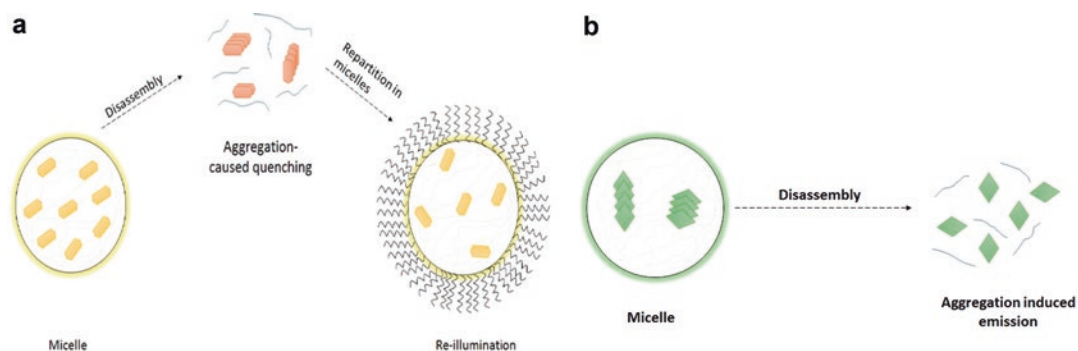 a
Disassembly
Repartition in
micelles
Aggregation-
caused quenching
Micelle
Re-illumination
b
Disassembly
Micelle
Aggregation induced
emission